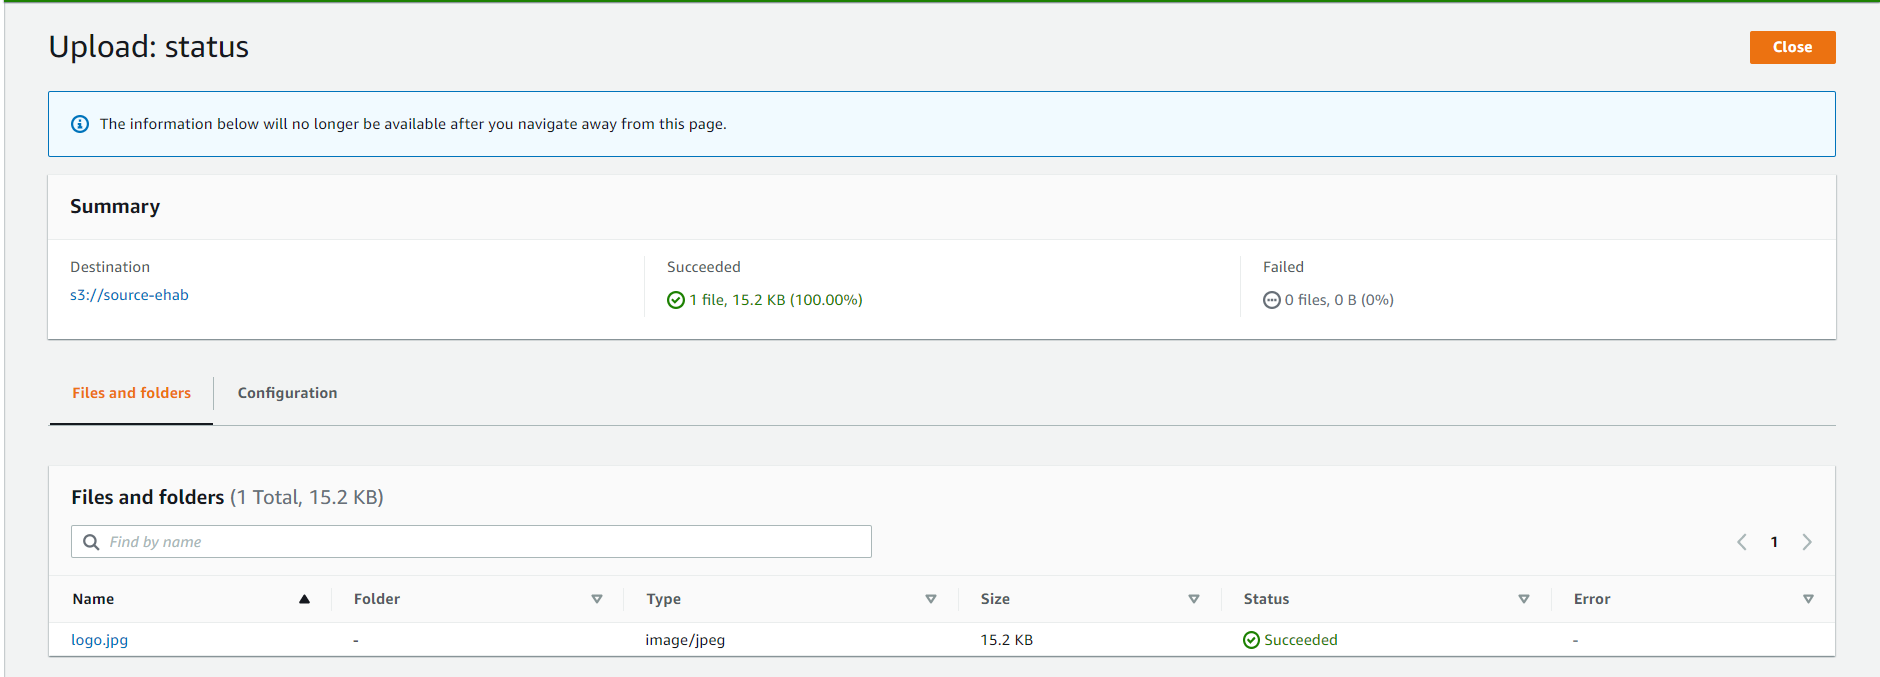 Upload: status
Close
The information below will no longer be available after you navigate away from this page.
Summary
Destination
s3://source-ehab
Succeeded
1 file, 15.2 KB (100.00%)
Failed
0 files, 0 B (0%)
Files and folders
Configuration
Files and folders (1 Total, 15.2 KB)
Find by name
1
Name Folder Type Size Status Error
logo.jpg - image/jpeg 15.2 KB Succeeded -